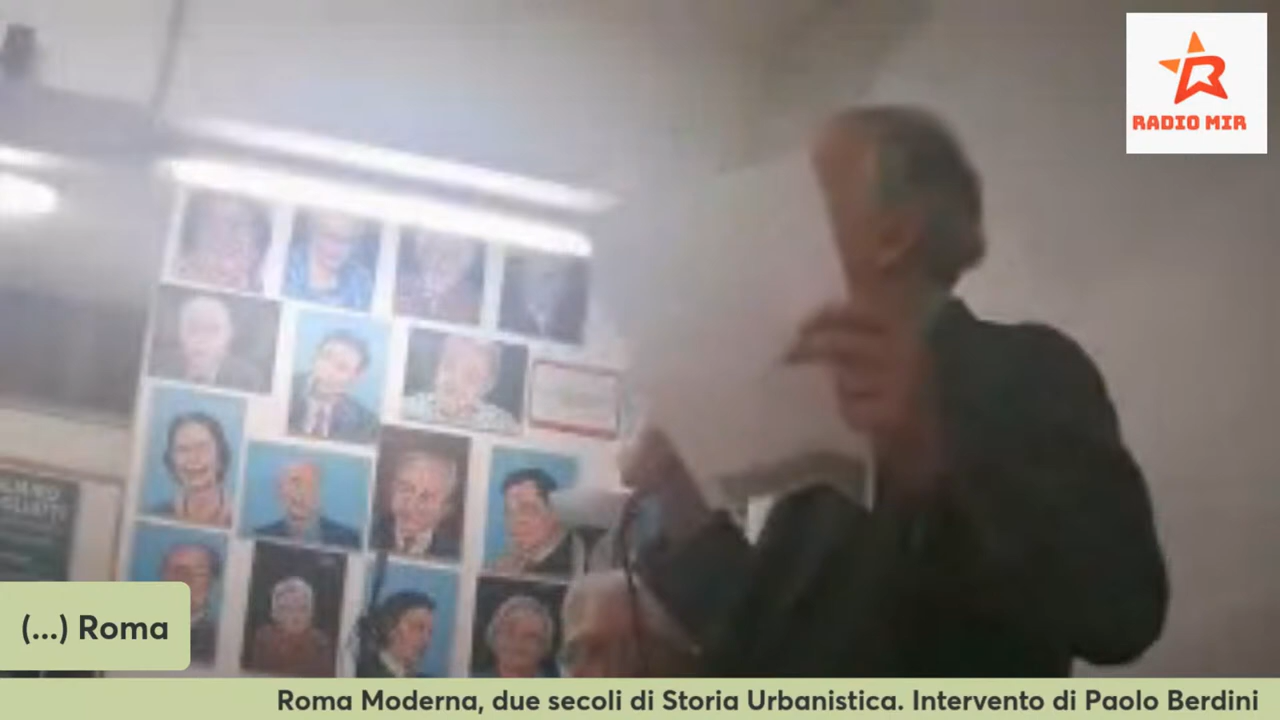 RADIO MIR
(...) Roma
Roma Moderna, due secoli di Storia Urbanistica. Intervento di Paolo Berdini